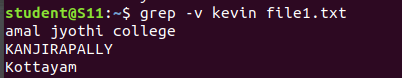 student@S11:~$ grep -v kevin file1.txt
amal jyothi college
KANJIRAPALLY
Kottayam